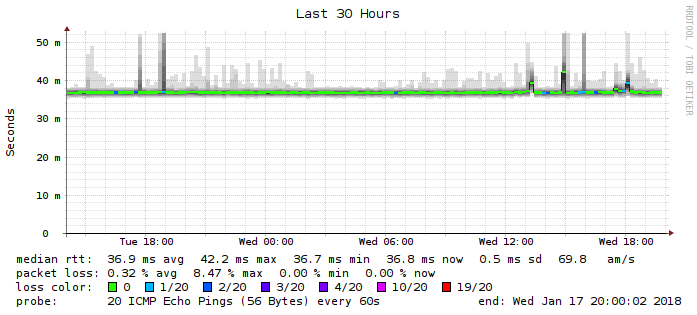 Last 30 Hours
RRDTOOL / TOBI OETIKER
Seconds
50 m
40 m
30 m
20 m
10 m
0
Tue 18:00 Wed 00:00 Wed 06:00 Wed 12:00 Wed 18:00
median rtt: 36.9 ms avg 42.2 ms max 36.7 ms min 36.8 ms now 0.5 ms sd 69.8 am/s
packet loss: 0.32 % avg 8.47 % max 0.00 % min 0.00 % now
loss color: 0 1/20 2/20 3/20 4/20 10/20 19/20
probe: 20 ICMP Echo Pings (56 Bytes) every 60s end: Wed Jan 17 20:00:02 2018